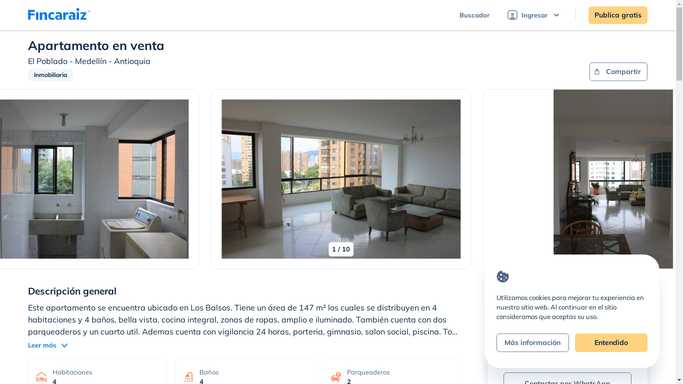 Fincaraiz
Buscador
Ingresar
Publica gratis
Apartamento en venta
El Poblado - Medellín - Antioquia
Inmobiliaria
Compartir
1 / 10
Descripción general
Este apartamento se encuentra ubicado en Los Balsos. Tiene un área de 147 m² los cuales se distribuyen en 4
habitaciones y 4 baños, bella vista, cocina integral, zonas de ropas, amplio e iluminado. También cuenta con dos
parqueaderos y un cuarto util. Ademas cuenta con vigilancia 24 horas, porteria, gimnasio, salon social, piscina. To...
Leer más
Habitaciones
4
Baños
4
Parqueaderos
2
Utilizamos cookies para mejorar tu experiencia en
nuestro sitio web. Al continuar en el sitio
consideramos que aceptas su uso.
Más información
Entendido
Contactar por WhatsApp